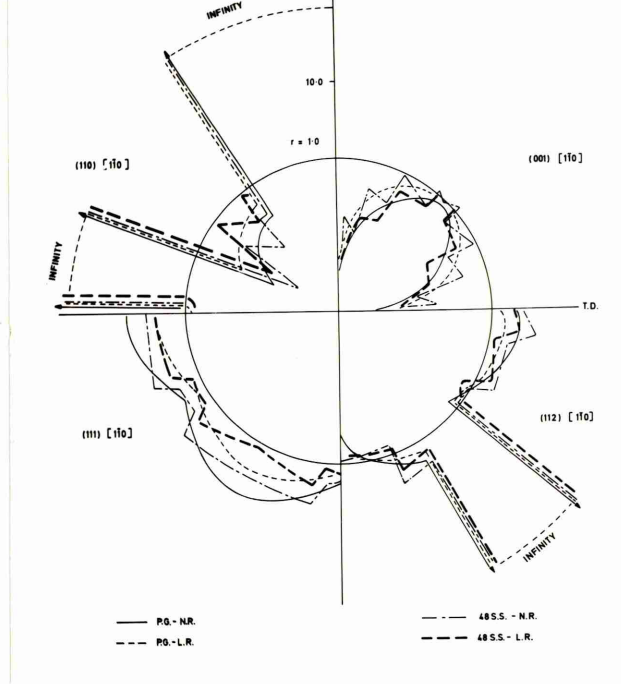 INFINITY
10·0
r = 1·0
(110) [1̄10]
(001) [1̄10]
INFINITY
T.D.
(111) [1̄10]
(112) [1̄10]
INFINITY
P.G.- N.R.
P.G.-L.R.
48 S.S. - N.R.
48 S.S.- L.R.